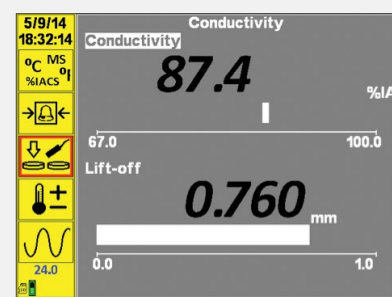 5/9/14
18:32:14
Conductivity
Conductivity
87.4
%IA
67.0
100.0
Lift-off
0.760
mm
0.0
1.0
ºC MS
%IACS
24.0